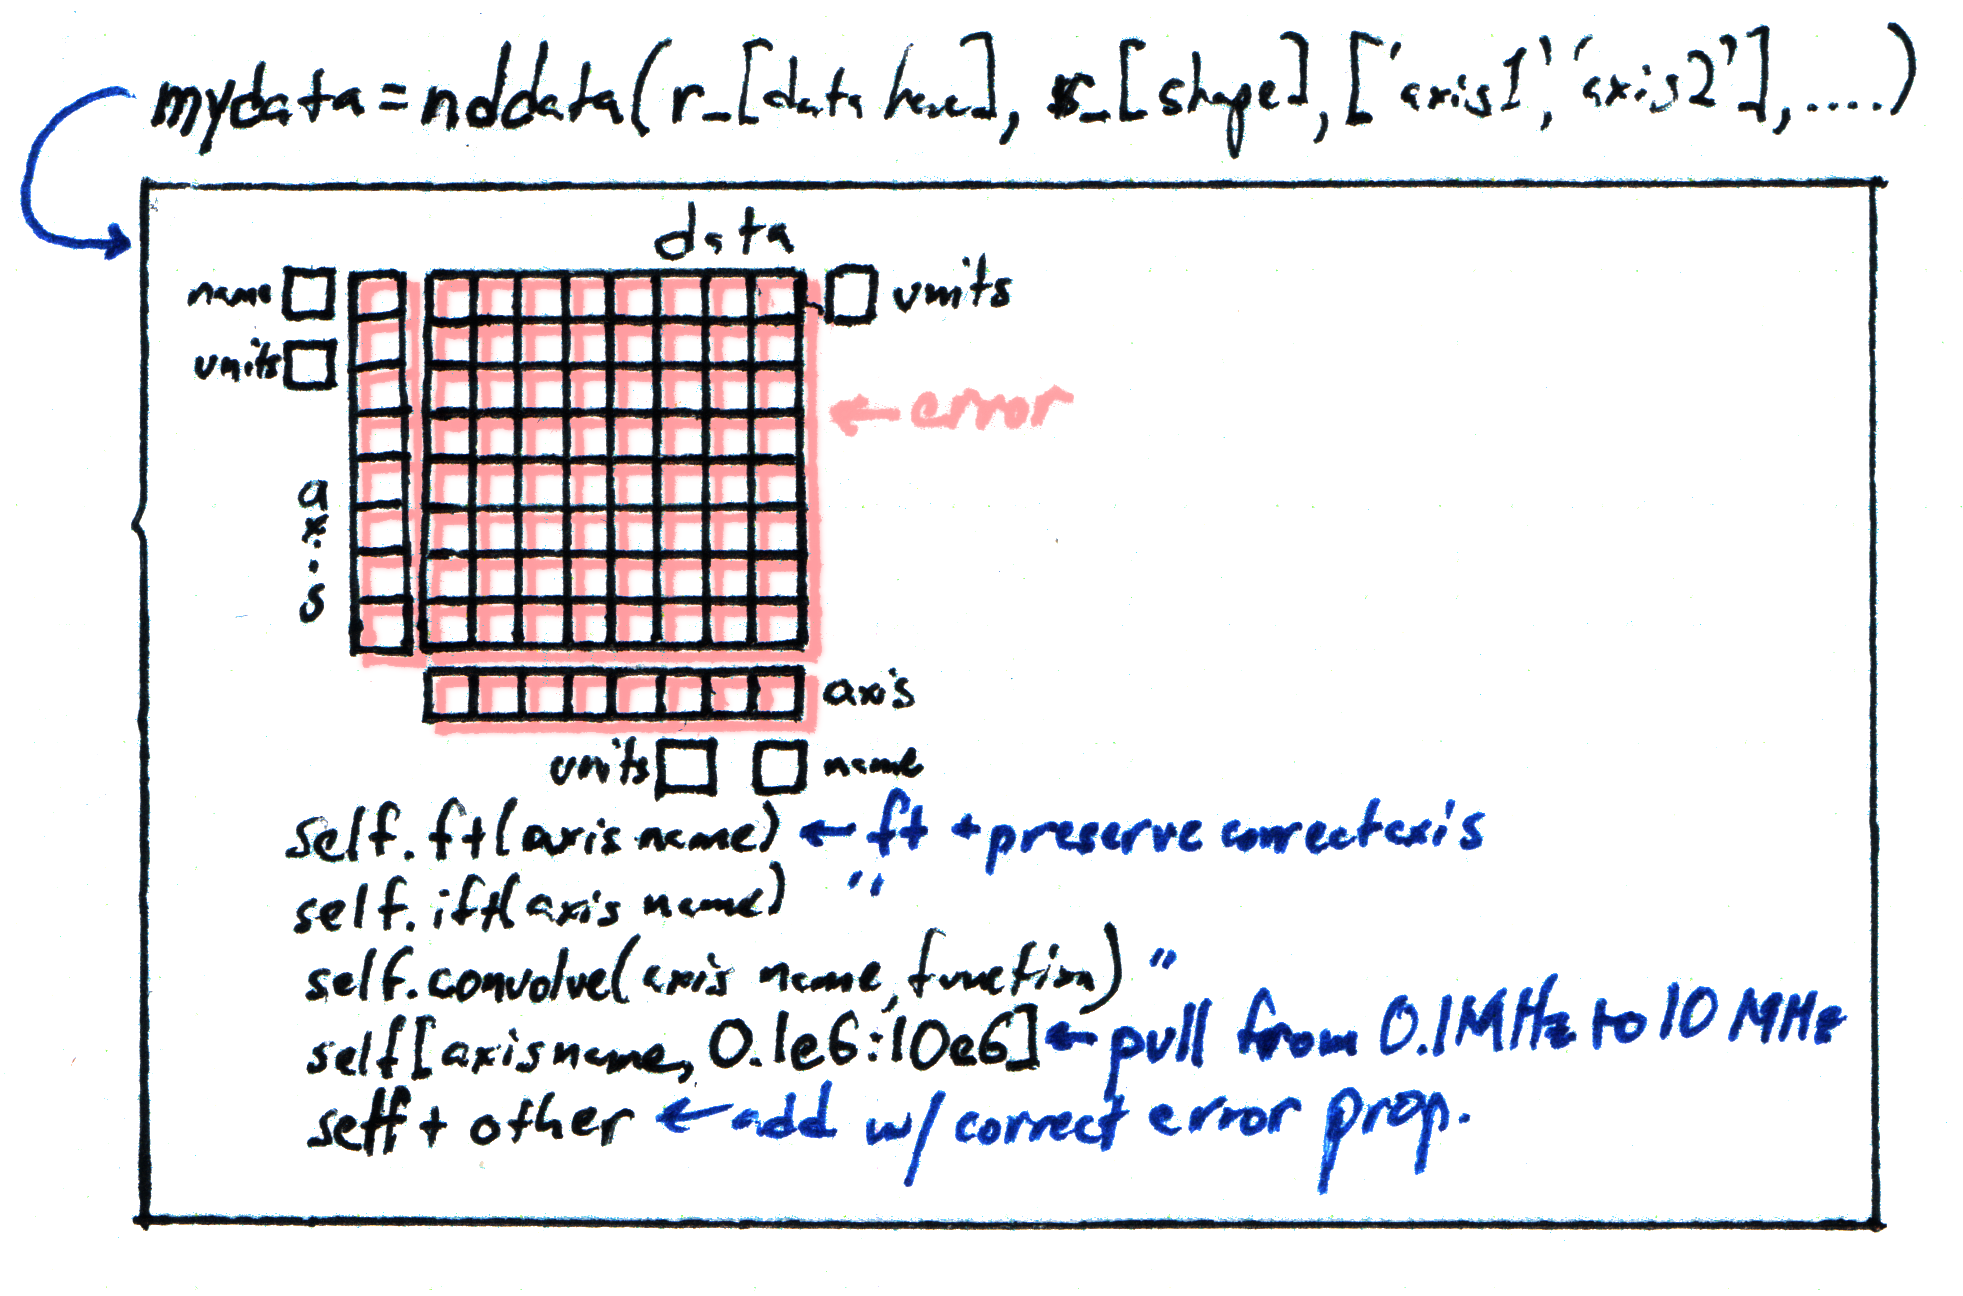 mydata=nddata(r_[data here], r_[shape],['axis1','axis2'],....)
data
name
units
units
← error
axis
axis
units
name
self.ft(axis name) ← ft + preserve correct axis
self.ift(axis name) "
self.convolve(axis name, function) "
self[axisname, 0.1e6:10e6] ← pull from 0.1MHz to 10 MHz
self + other ← add w/ correct error prop.